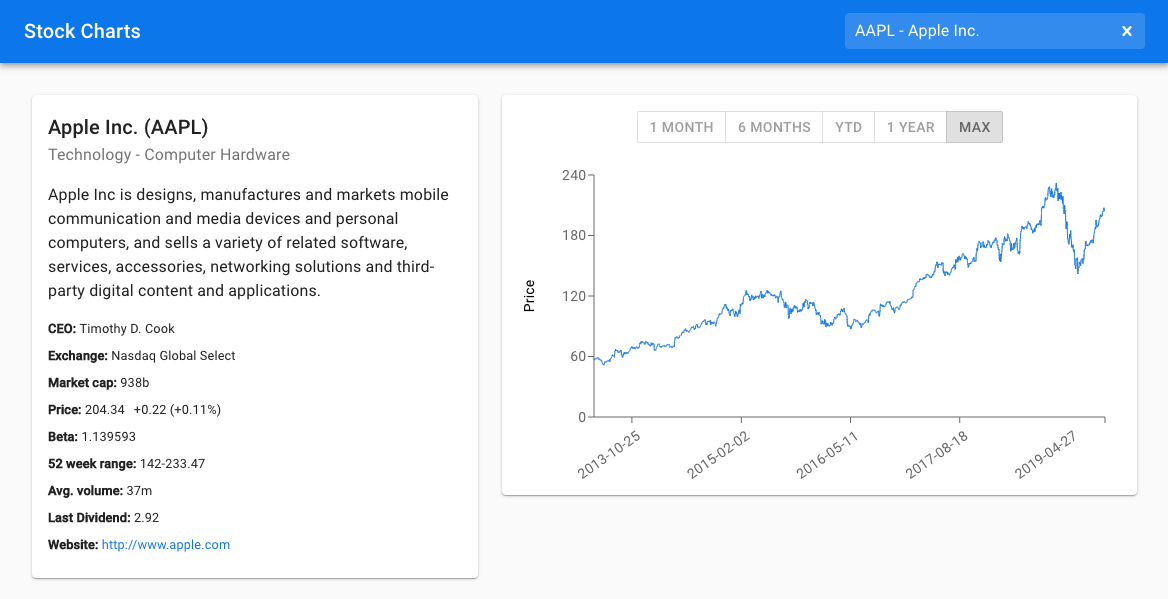 Stock Charts
AAPL - Apple Inc.
Apple Inc. (AAPL)
Technology - Computer Hardware
Apple Inc is designs, manufactures and markets mobile
communication and media devices and personal
computers, and sells a variety of related software,
services, accessories, networking solutions and third-
party digital content and applications.
CEO: Timothy D. Cook
Exchange: Nasdaq Global Select
Market cap: 938b
Price: 204.34 +0.22 (+0.11%)
Beta: 1.139593
52 week range: 142-233.47
Avg. volume: 37m
Last Dividend: 2.92
Website: http://www.apple.com
1 MONTH 6 MONTHS YTD 1 YEAR MAX
240
180
120
60
0
Price
2013-10-25 2015-02-02 2016-05-11 2017-08-18 2019-04-27